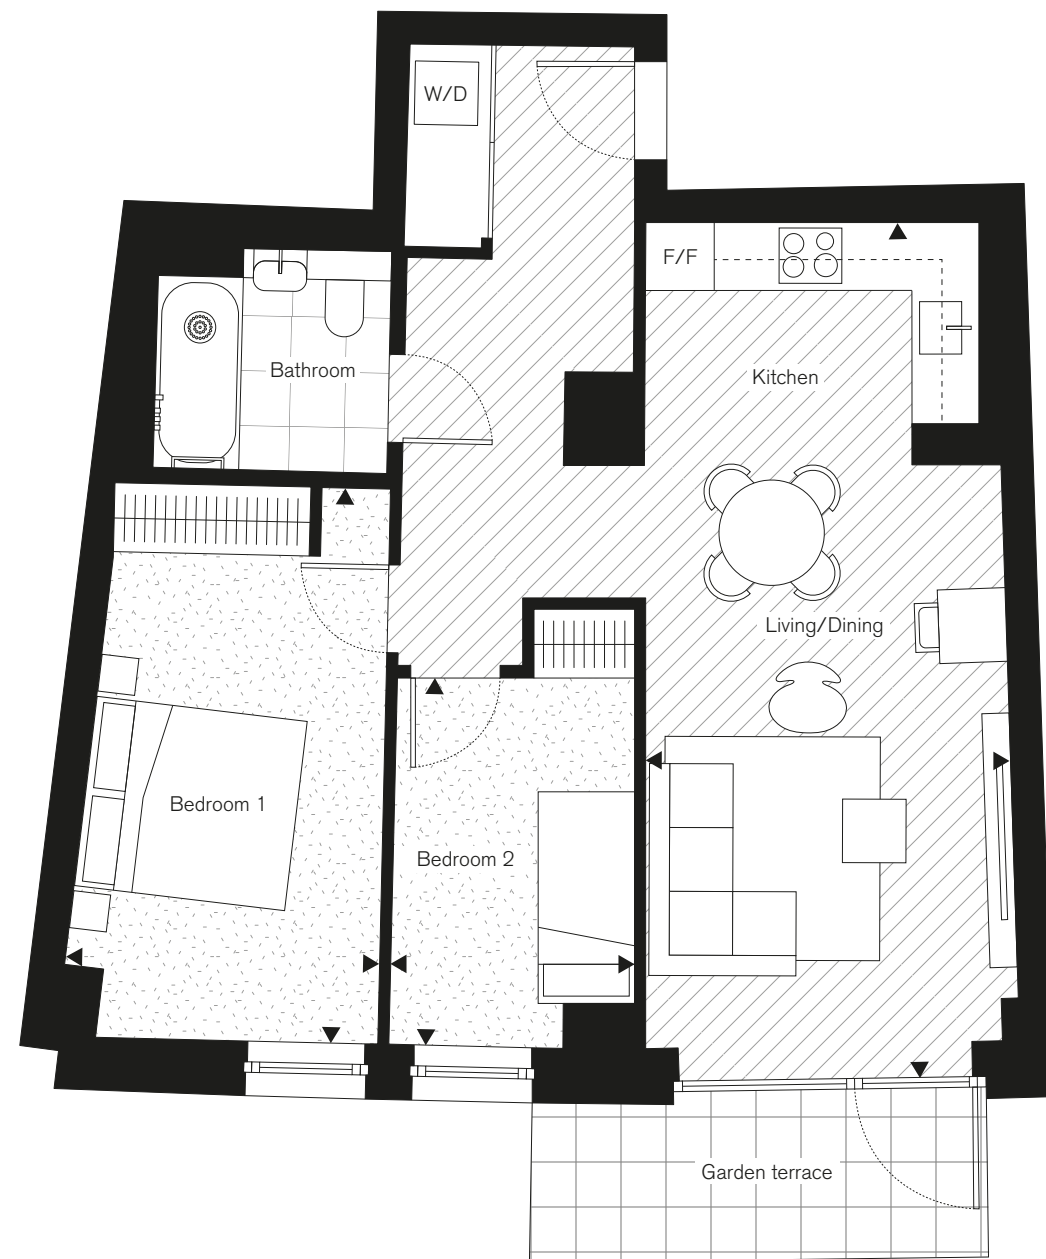 W/D
F/F
Bathroom
Kitchen
Living/Dining
Bedroom 1
Bedroom 2
Garden terrace